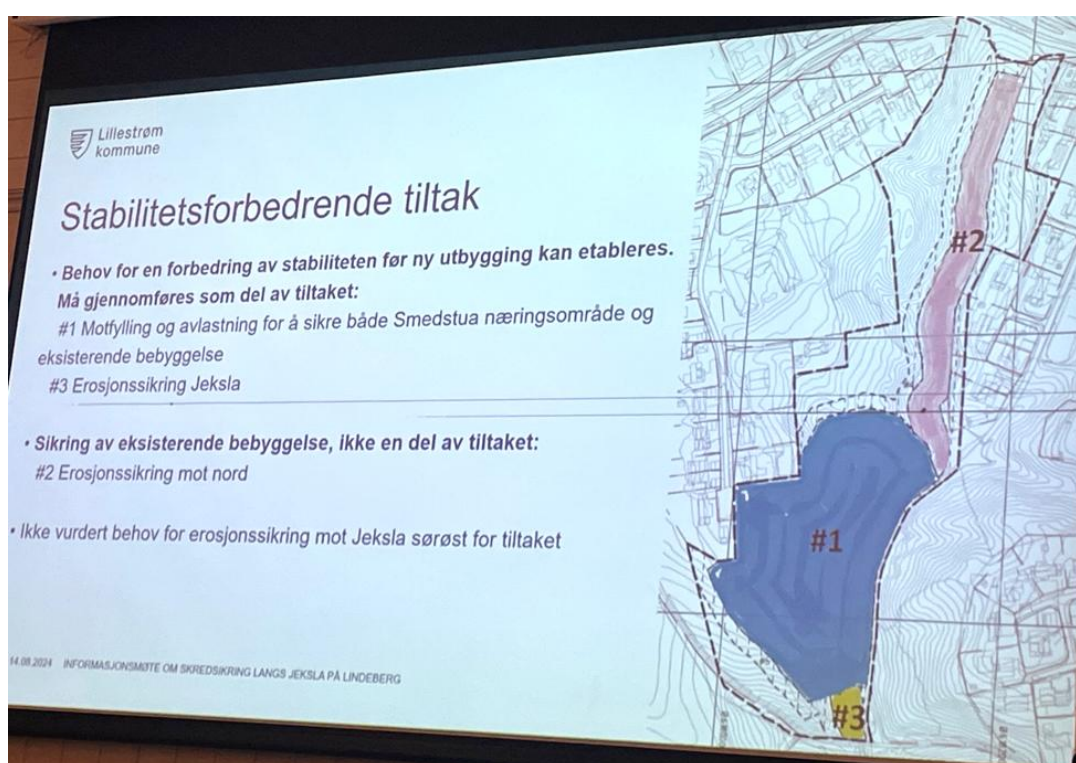 Lillestrøm
kommune
Stabilitetsforbedrende tiltak
• Behov for en forbedring av stabiliteten før ny utbygging kan etableres.
Må gjennomføres som del av tiltaket:
#1 Motfylling og avlastning for å sikre både Smedstua næringsområde og
eksisterende bebyggelse
#3 Erosjonssikring Jeksla
• Sikring av eksisterende bebyggelse, ikke en del av tiltaket:
#2 Erosjonssikring mot nord
• Ikke vurdert behov for erosjonssikring mot Jeksla sørøst for tiltaket
14.08.2024 INFORMASJONSMØTE OM SKREDSIKRING LANGS JEKSLA PÅ LINDEBERG
#2
#1
#3